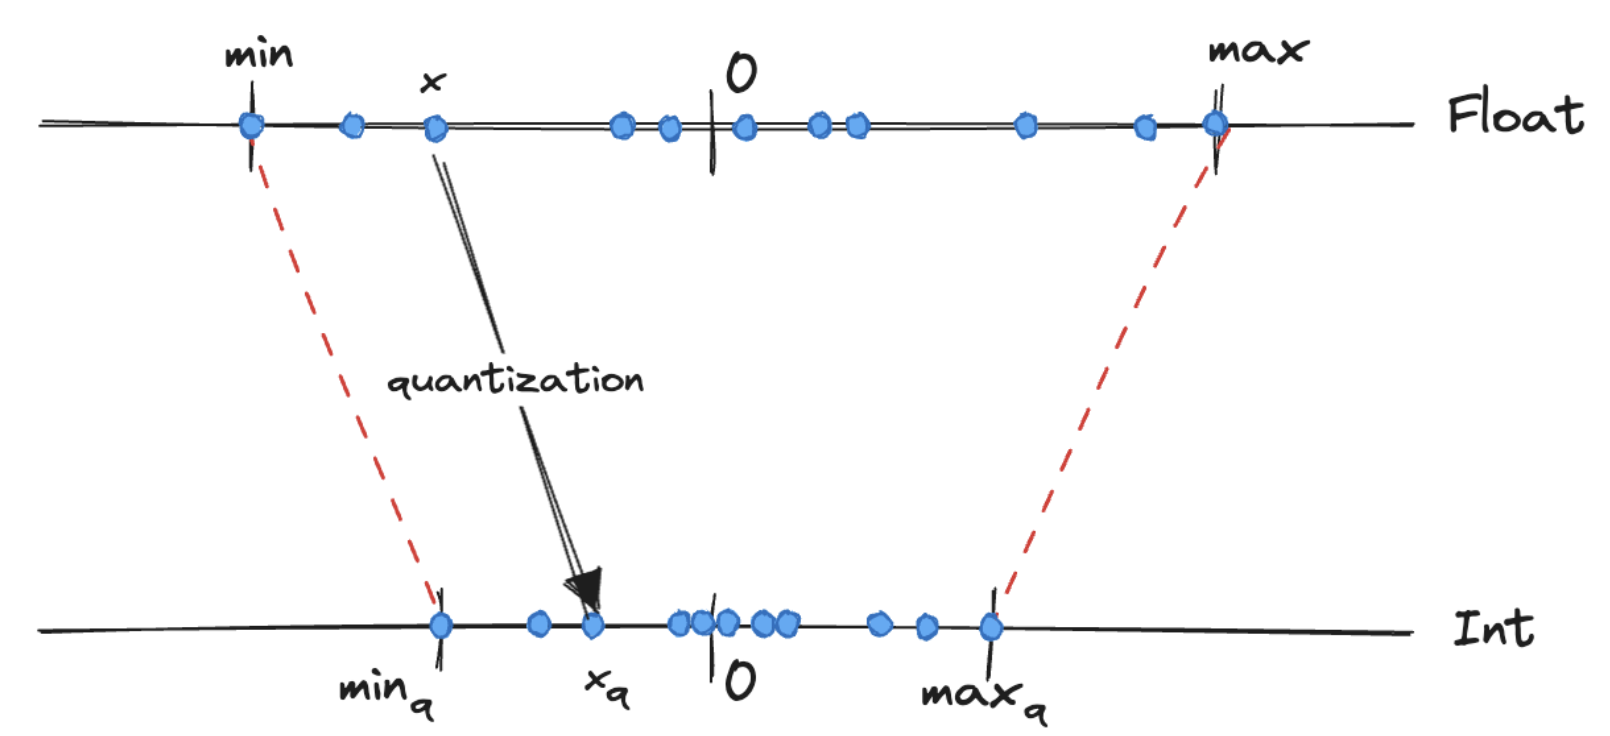 min
x
0
max
Float
quantization
min_q
x_q
0
max_q
Int